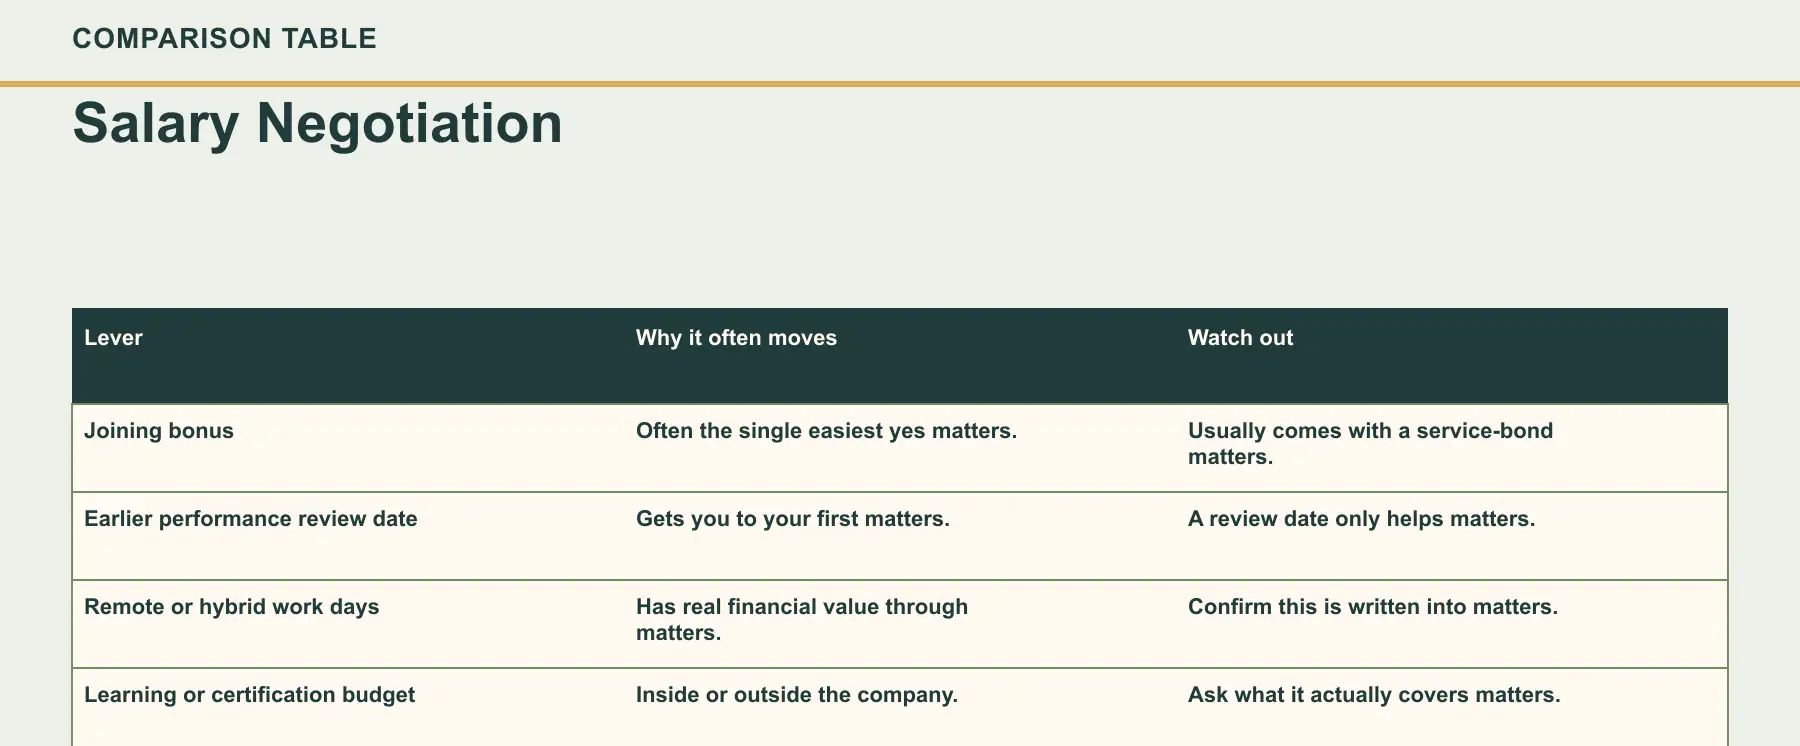 COMPARISON TABLE
Salary Negotiation
Lever
Why it often moves
Watch out
Joining bonus
Often the single easiest yes matters.
Usually comes with a service-bond
matters.
Earlier performance review date
Gets you to your first matters.
A review date only helps matters.
Remote or hybrid work days
Has real financial value through
matters.
Confirm this is written into matters.
Learning or certification budget
Inside or outside the company.
Ask what it actually covers matters.